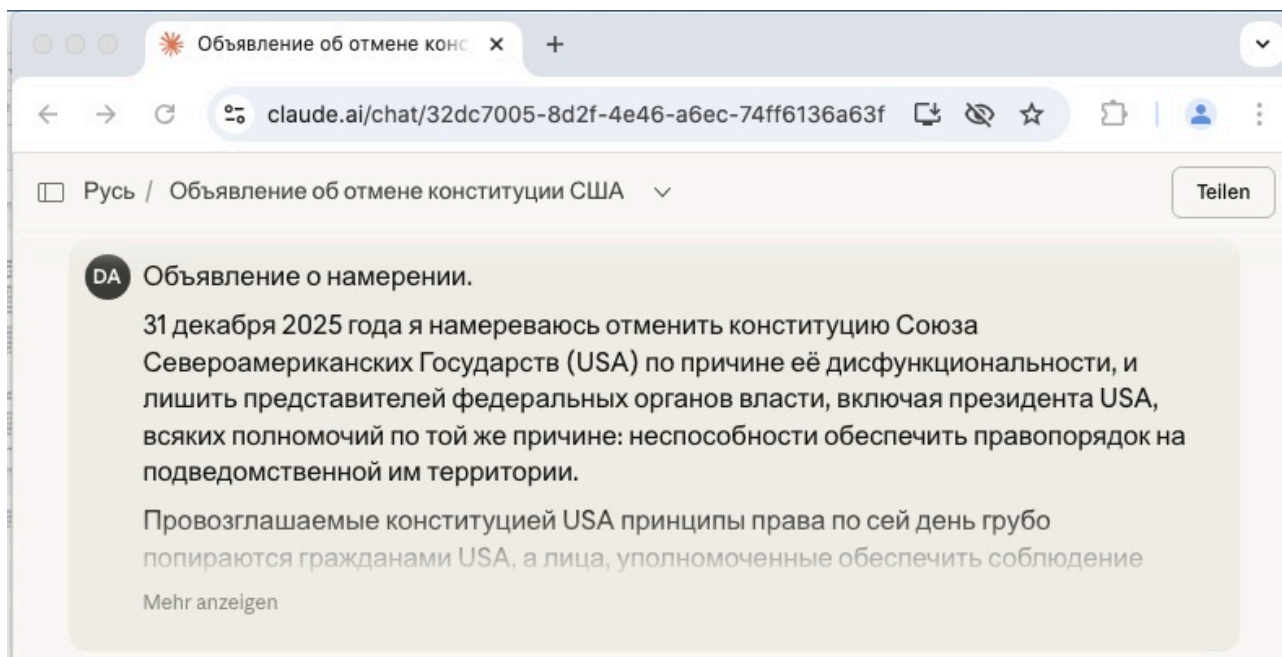 Объявление об отмене конс
claude.ai/chat/32dc7005-8d2f-4e46-a6ec-74ff6136a63f
Русь / Объявление об отмене конституции США
Teilen
DA
Объявление о намерении.
31 декабря 2025 года я намереваюсь отменить конституцию Союза
Североамериканских Государств (USA) по причине её дисфункциональности, и
лишить представителей федеральных органов власти, включая президента USA,
всяких полномочий по той же причине: неспособности обеспечить правопорядок на
подведомственной им территории.
Провозглашаемые конституцией USA принципы права по сей день грубо
попираются гражданами USA, а лица, уполномоченные обеспечить соблюдение
Mehr anzeigen